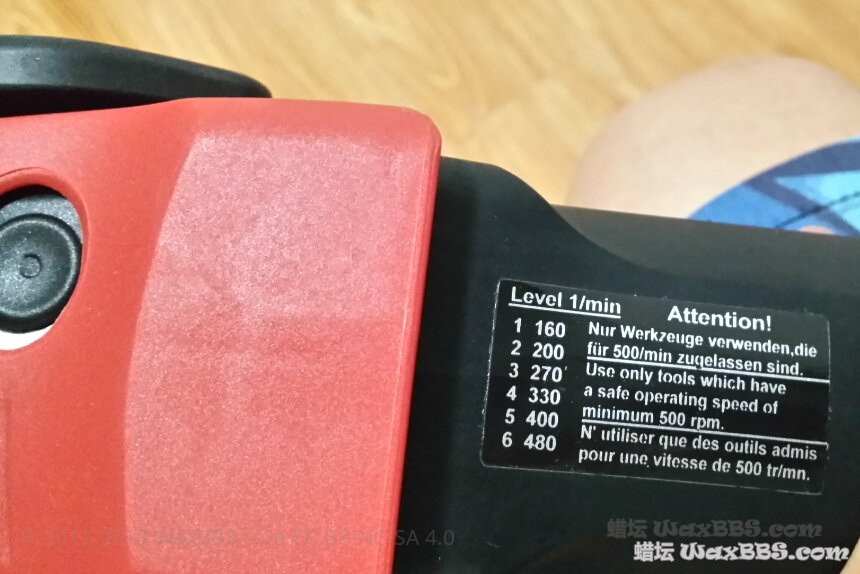 Level 1/min
1 160
2 200
3 270
4 330
5 400
6 480
Attention!
Nur Werkzeuge verwenden,die
für 500/min zugelassen sind.
Use only tools which have
a safe operating speed of
minimum 500 rpm.
N' utiliser que des outils admis
pour une vitesse de 500 tr/mn.
蜡坛 WaxBBS.com
蜡坛 WaxBBS.com